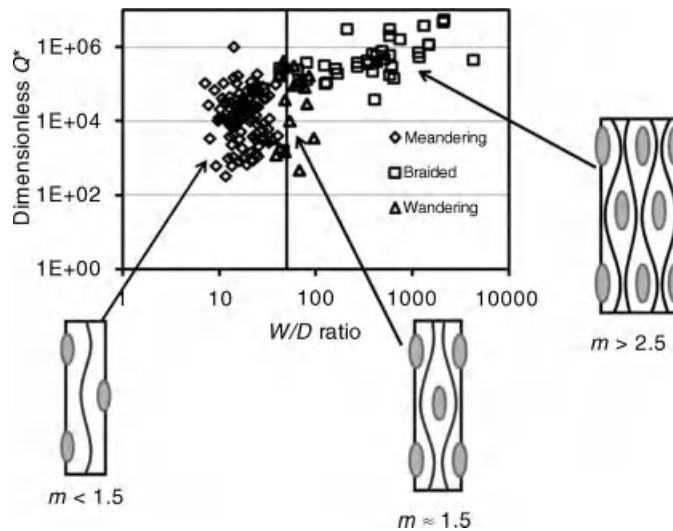 Dimensionless Q*
1E+06
1E+04
1E+02
1E+00
1
10
100
1000
10000
W/D ratio
Meandering
Braided
Wandering
m > 2.5
m < 1.5
m ≈ 1.5